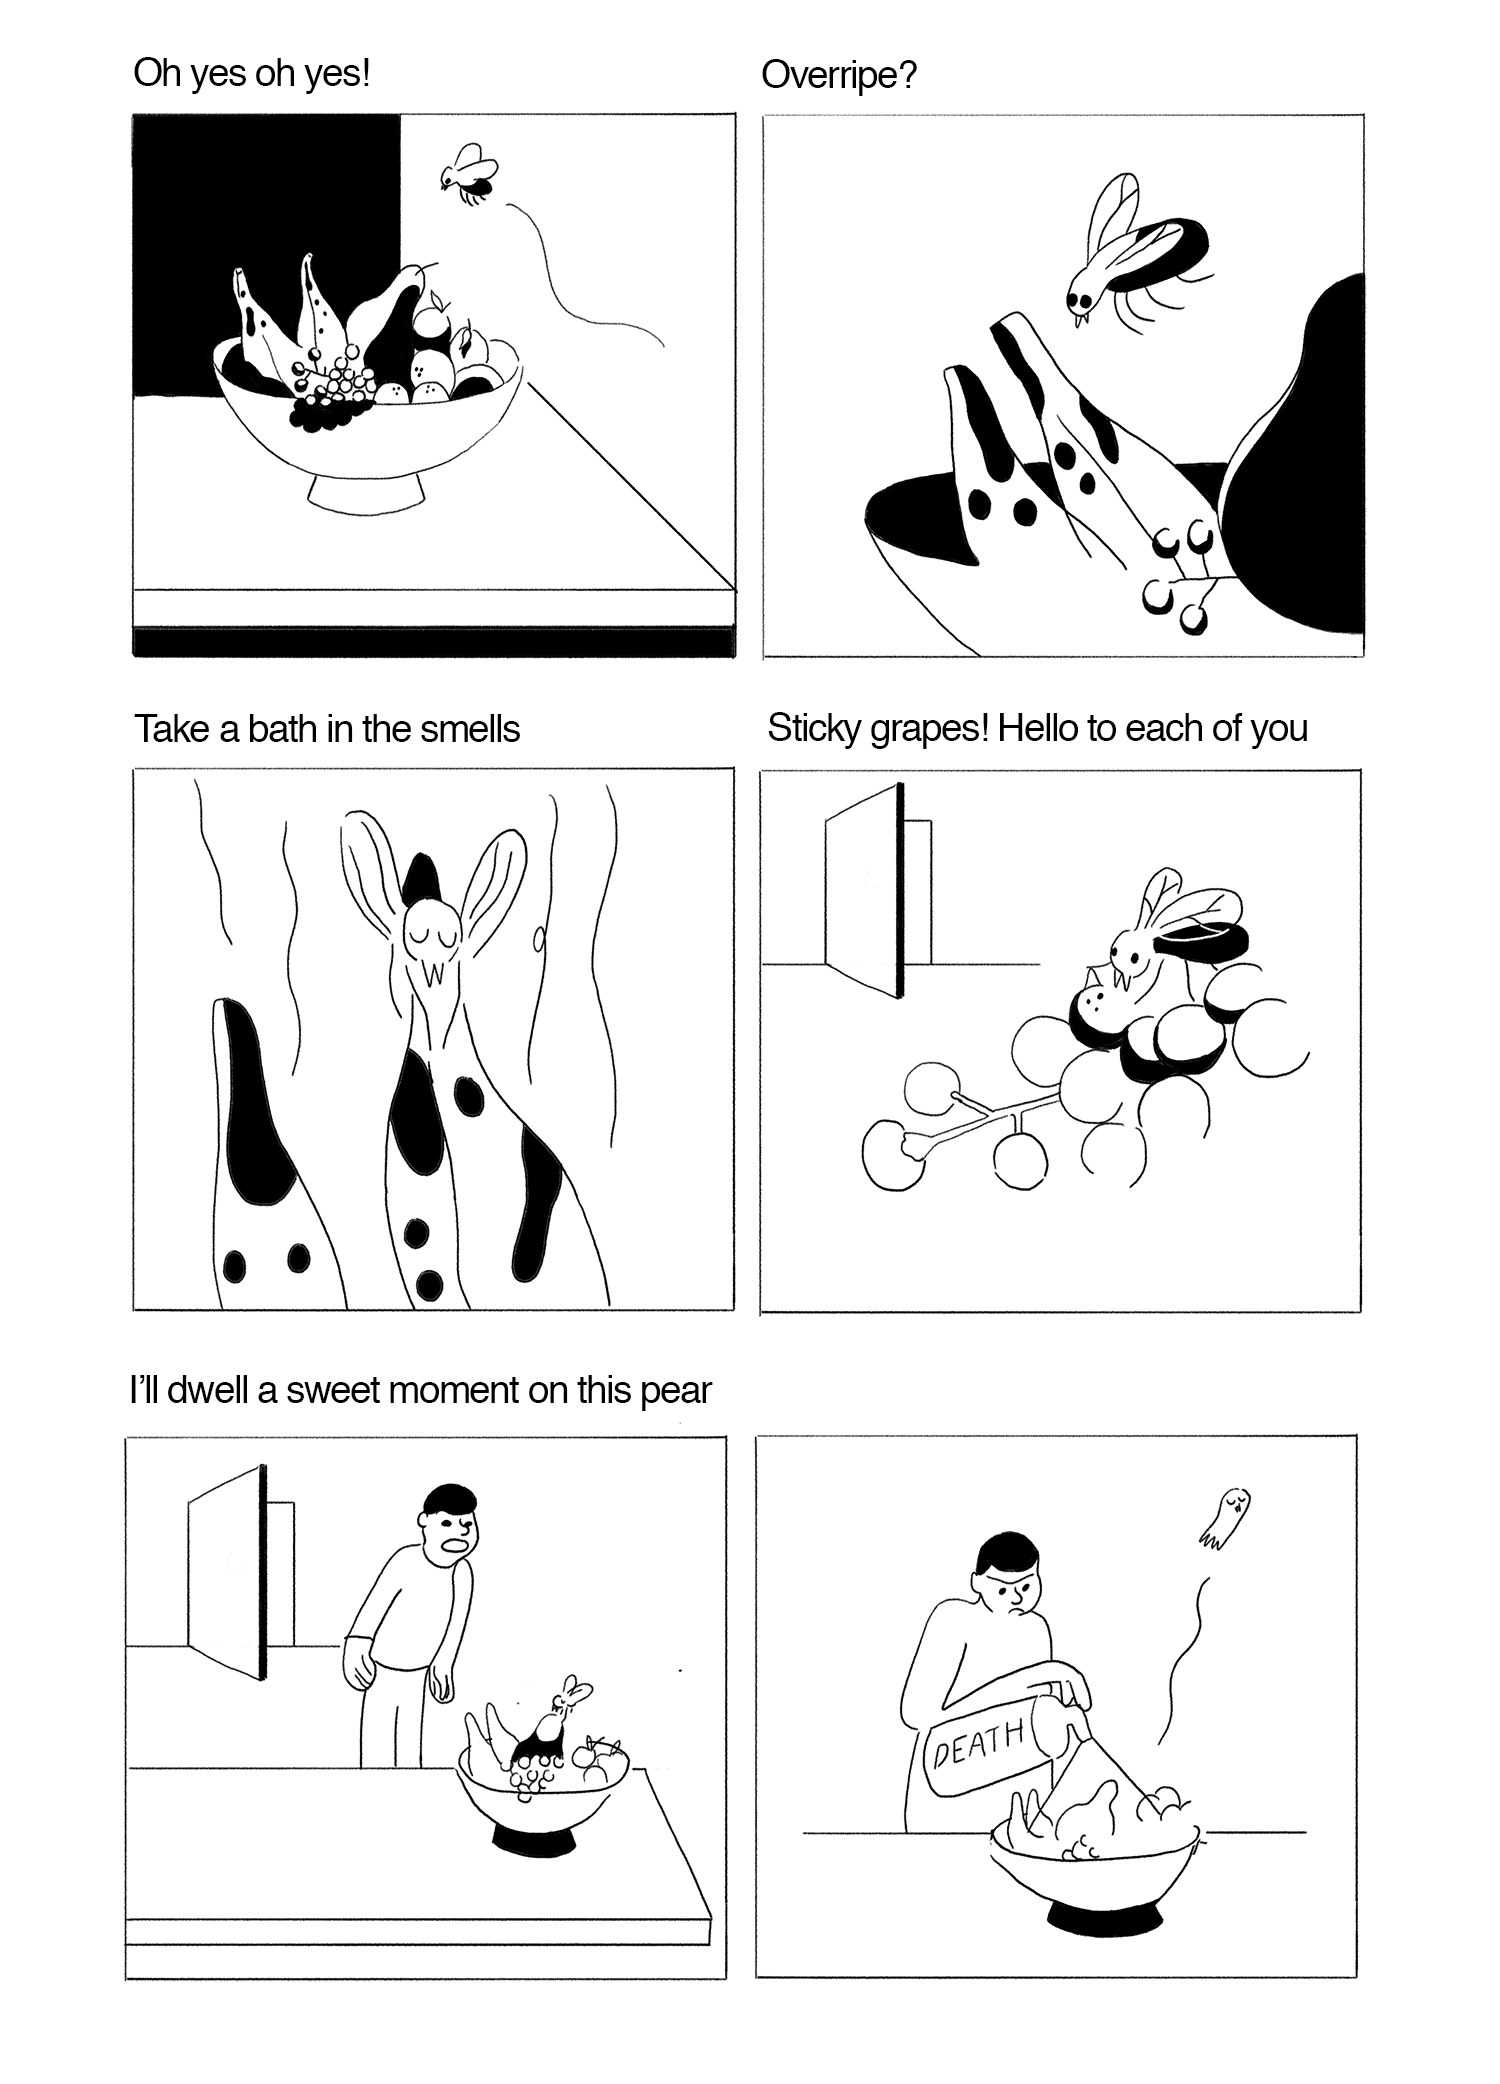 Oh yes oh yes!
Overripe?
Take a bath in the smells
Sticky grapes! Hello to each of you
I'll dwell a sweet moment on this pear
DEATH